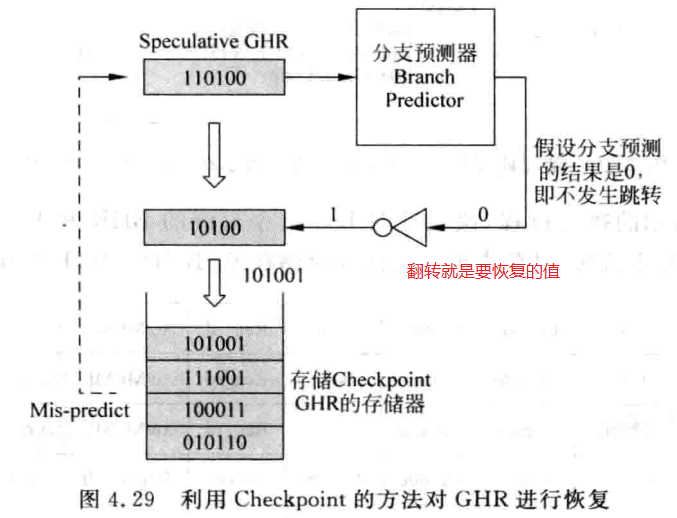 Speculative GHR
110100
分支预测器
Branch
Predictor
假设分支预测
的结果是0，
即不发生跳转
10100
1
0
翻转就是要恢复的值
101001
101001
111001
100011
010110
存储Checkpoint
GHR的存储器
Mis-predict
图 4.29 利用 Checkpoint 的方法对 GHR 进行恢复